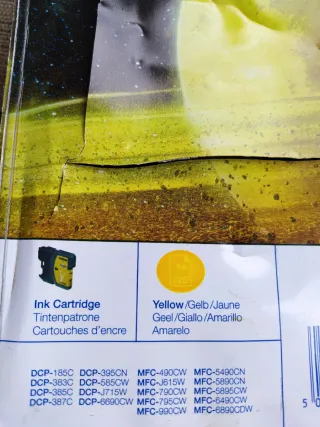 Ink Cartridge
Tintenpatrone
Cartouches d'encre
Yellow/Gelb/Jaune
Geel/Giallo/Amarillo
Amarelo
DCP-185C DCP-395CN MFC-490CW MFC-5490CN
DCP-383C DCP-585CW MFC-J615W MFC-5890CN
DCP-385C DCP-J715W MFC-790CW MFC-5895CW
DCP-387C DCP-6690CW MFC-795CW MFC-6490CW
MFC-990CW MFC-6890CDW
5